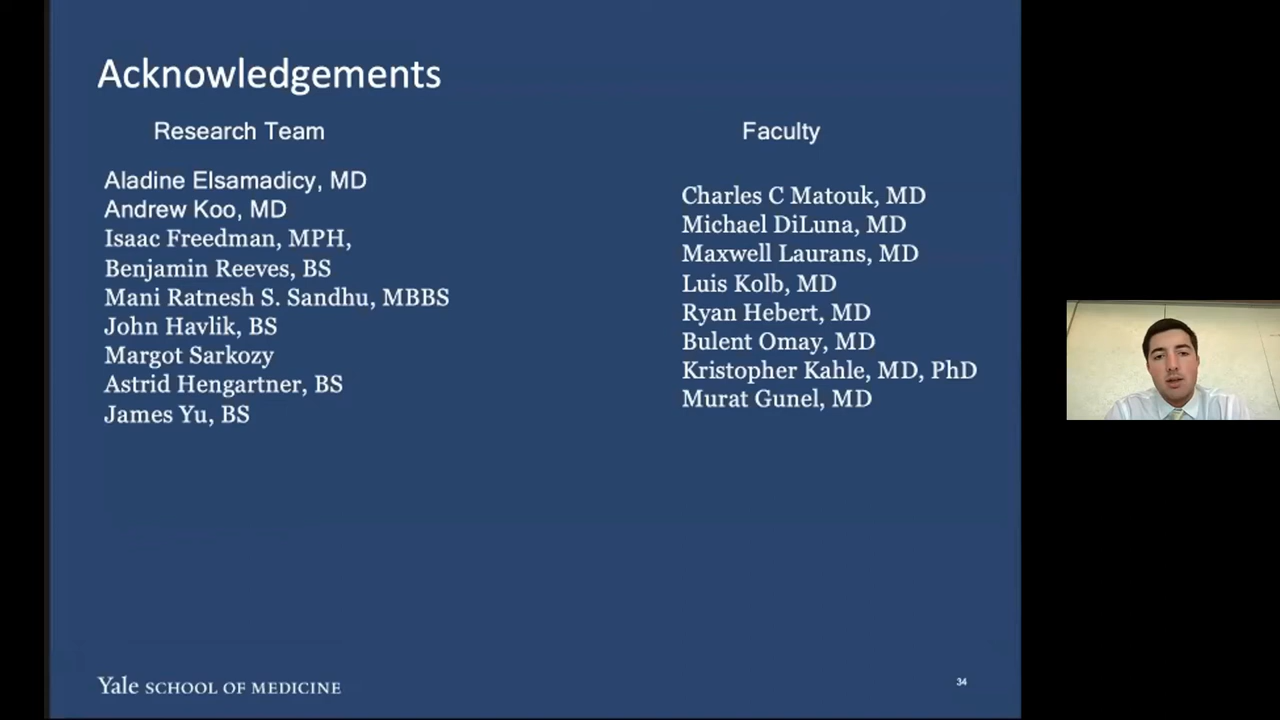 Acknowledgements
Research Team
Aladine Elsamadicy, MD
Andrew Koo, MD
Isaac Freedman, MPH,
Benjamin Reeves, BS
Mani Ratnesh S. Sandhu, MBBS
John Havlik, BS
Margot Sarkozy
Astrid Hengartner, BS
James Yu, BS
Faculty
Charles C Matouk, MD
Michael DiLuna, MD
Maxwell Laurans, MD
Luis Kolb, MD
Ryan Hebert, MD
Bulent Omay, MD
Kristopher Kahle, MD, PhD
Murat Gunel, MD
Yale SCHOOL OF MEDICINE
34